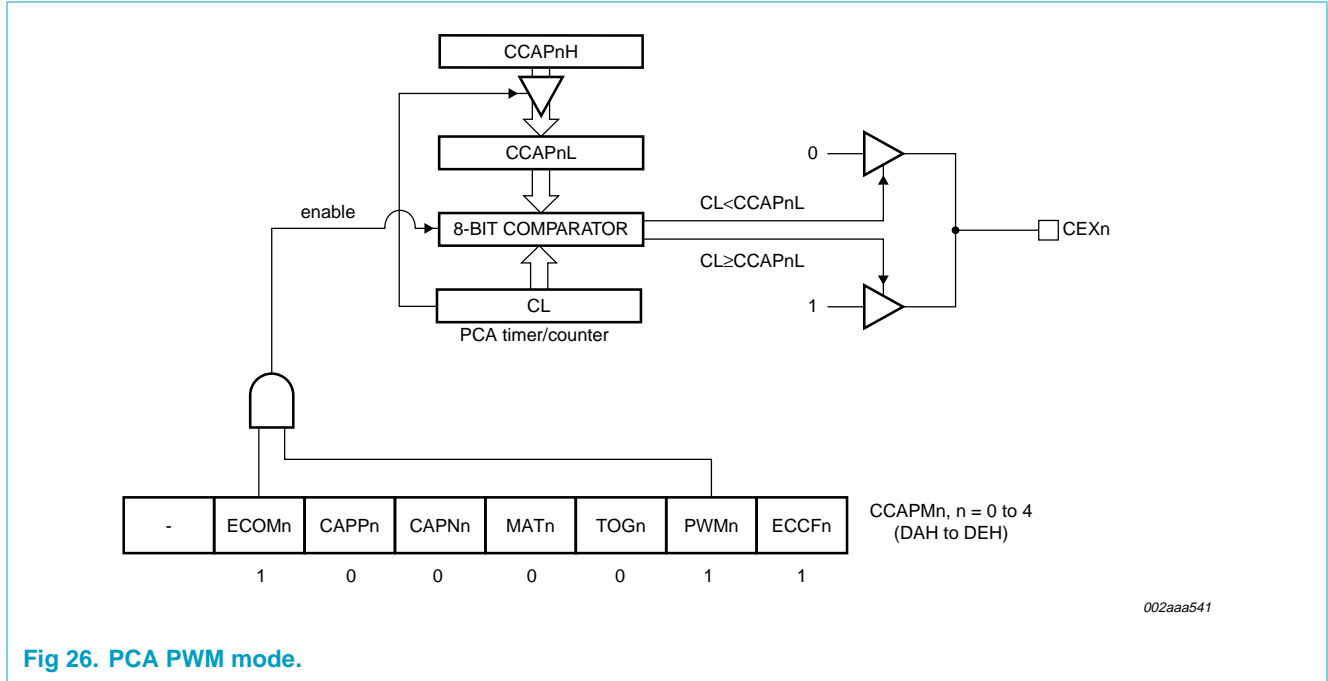 CCAPnH
CCAPnL
0
CL<CCAPnL
enable
8-BIT COMPARATOR
CEXn
CL≥CCAPnL
CL
1
PCA timer/counter
- ECOMn CAPPn CAPNn MATn TOGn PWMn ECCFn
CCAPMn, n = 0 to 4
(DAH to DEH)
1 0 0 0 0 1 1
002aaa541
Fig 26. PCA PWM mode.